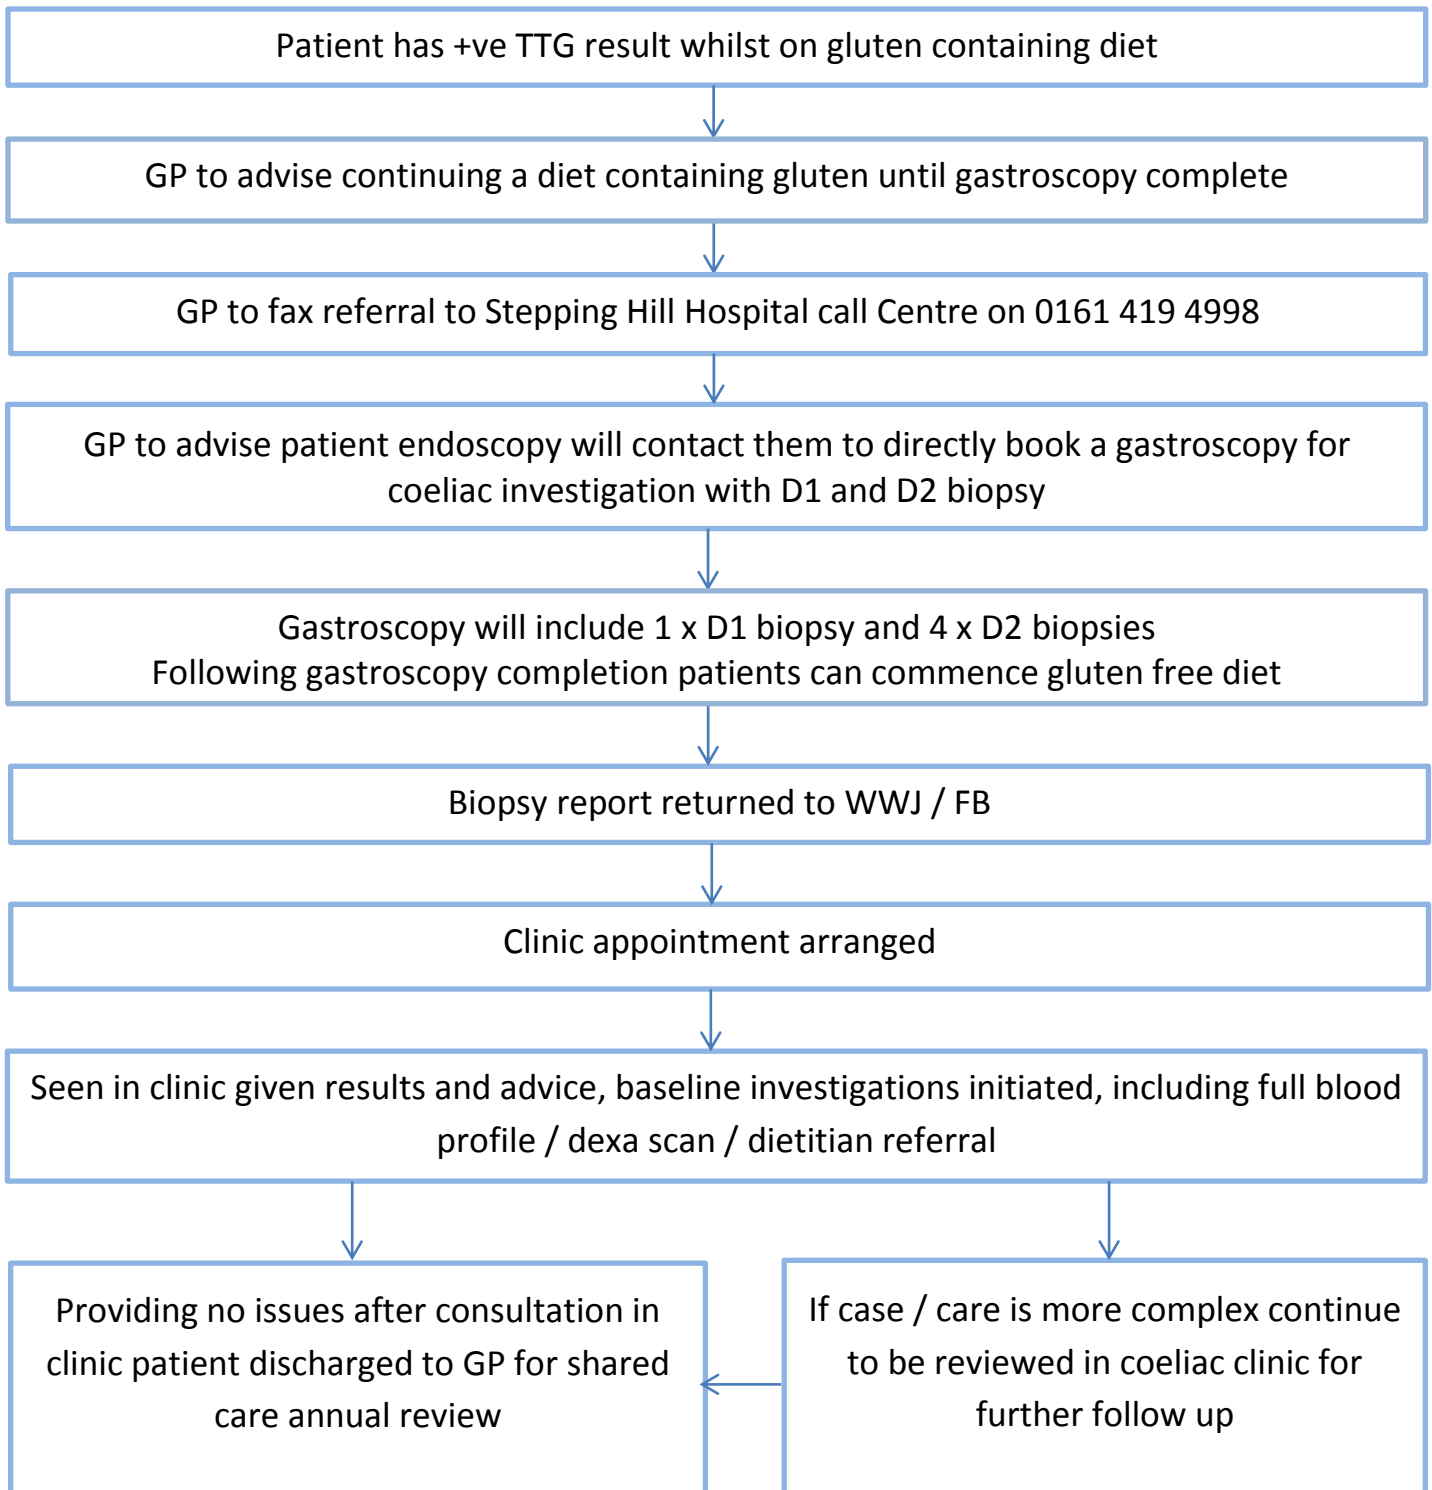 Patient has +ve TTG result whilst on gluten containing diet
GP to advise continuing a diet containing gluten until gastroscopy complete
GP to fax referral to Stepping Hill Hospital call Centre on 0161 419 4998
GP to advise patient endoscopy will contact them to directly book a gastroscopy for
coeliac investigation with D1 and D2 biopsy
Gastroscopy will include 1 x D1 biopsy and 4 x D2 biopsies
Following gastroscopy completion patients can commence gluten free diet
Biopsy report returned to WWJ / FB
Clinic appointment arranged
Seen in clinic given results and advice, baseline investigations initiated, including full blood
profile / dexa scan / dietitian referral
Providing no issues after consultation in
clinic patient discharged to GP for shared
care annual review
If case / care is more complex continue
to be reviewed in coeliac clinic for
further follow up